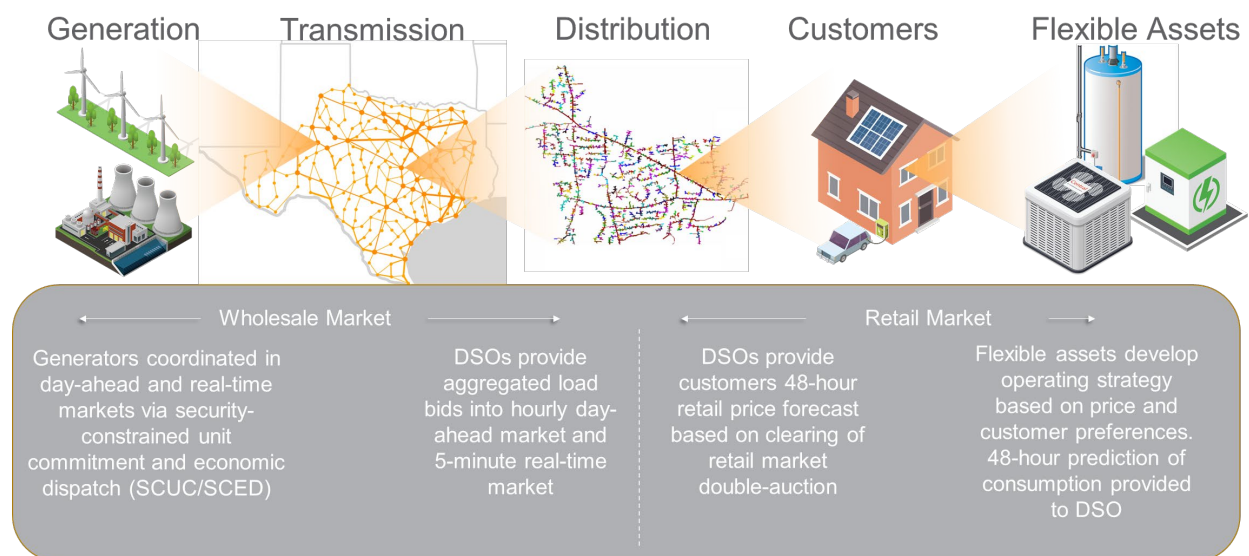 Generation
Transmission
Distribution
Customers
Flexible Assets
Wholesale Market
Retail Market
Generators coordinated in
day-ahead and real-time
markets via security-
constrained unit
commitment and economic
dispatch (SCUC/SCED)
DSOs provide
aggregated load
bids into hourly day-
ahead market and
5-minute real-time
market
DSOs provide
customers 48-hour
retail price forecast
based on clearing of
retail market
double-auction
Flexible assets develop
operating strategy
based on price and
customer preferences.
48-hour prediction of
consumption provided
to DSO